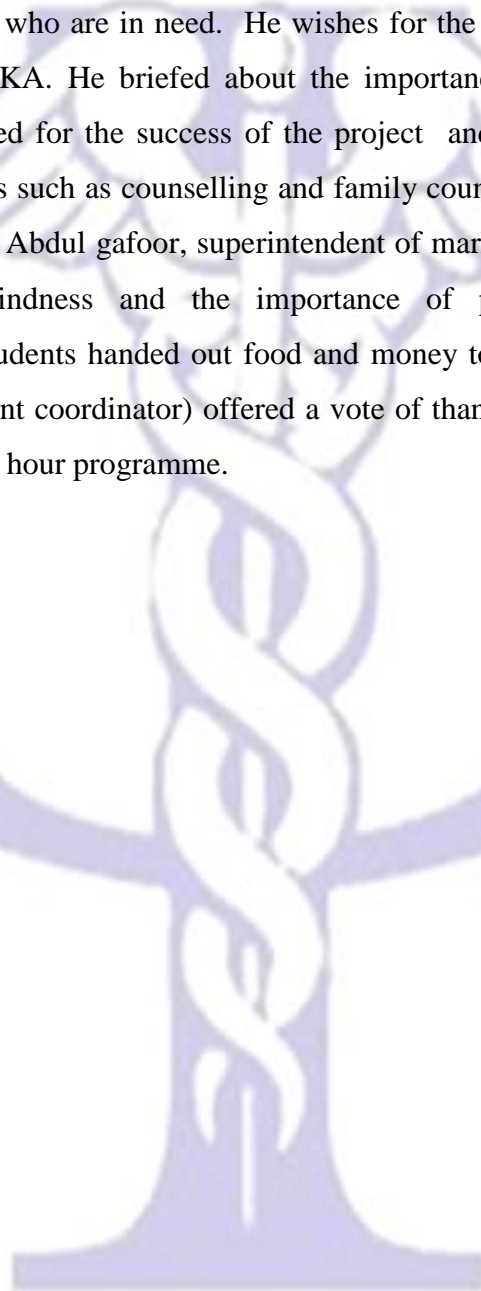 who are in need. He wishes for the
KA. He briefed about the importanc
ed for the success of the project and
s such as counselling and family coun
Abdul gafoor, superintendent of mar
indness and the importance of p
udents handed out food and money to
nt coordinator) offered a vote of than
hour programme.